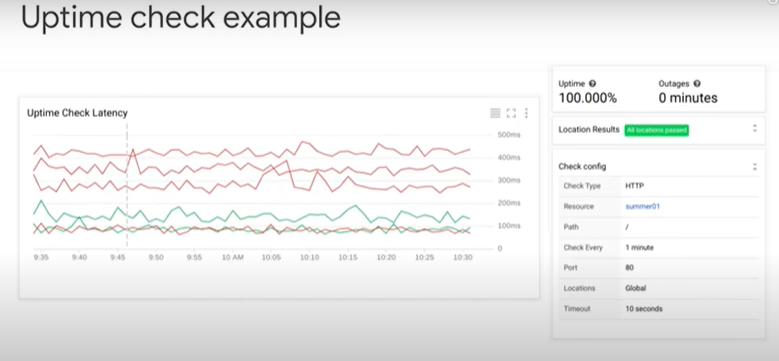 Uptime check example
Uptime Check Latency
500ms
400ms
300ms
200ms
100ms
0
9:35 9:40 9:45 9:50 9:55 10 AM 10:05 10:10 10:15 10:20 10:25 10:30
Uptime Outages
100.000% 0 minutes
Location Results All locations passed
Check config
Check Type HTTP
Resource summer01
Path /
Check Every 1 minute
Port 80
Locations Global
Timeout 10 seconds